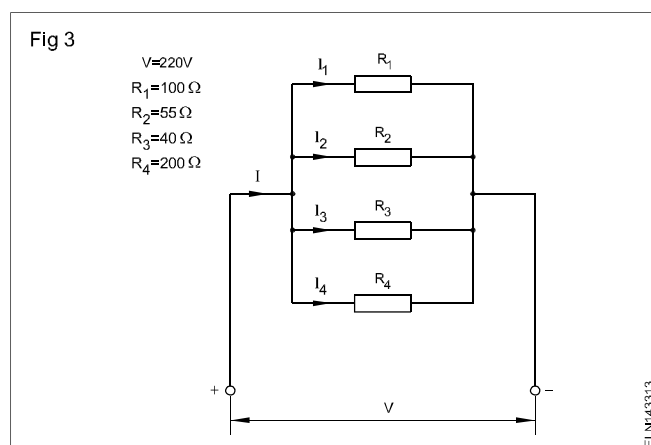 Fig 3
V=220V
R1=100 Ω
R2=55 Ω
R3=40 Ω
R4=200 Ω
I1
R1
I2
R2
I
I3
R3
I4
R4
+
−
V
ELN143313